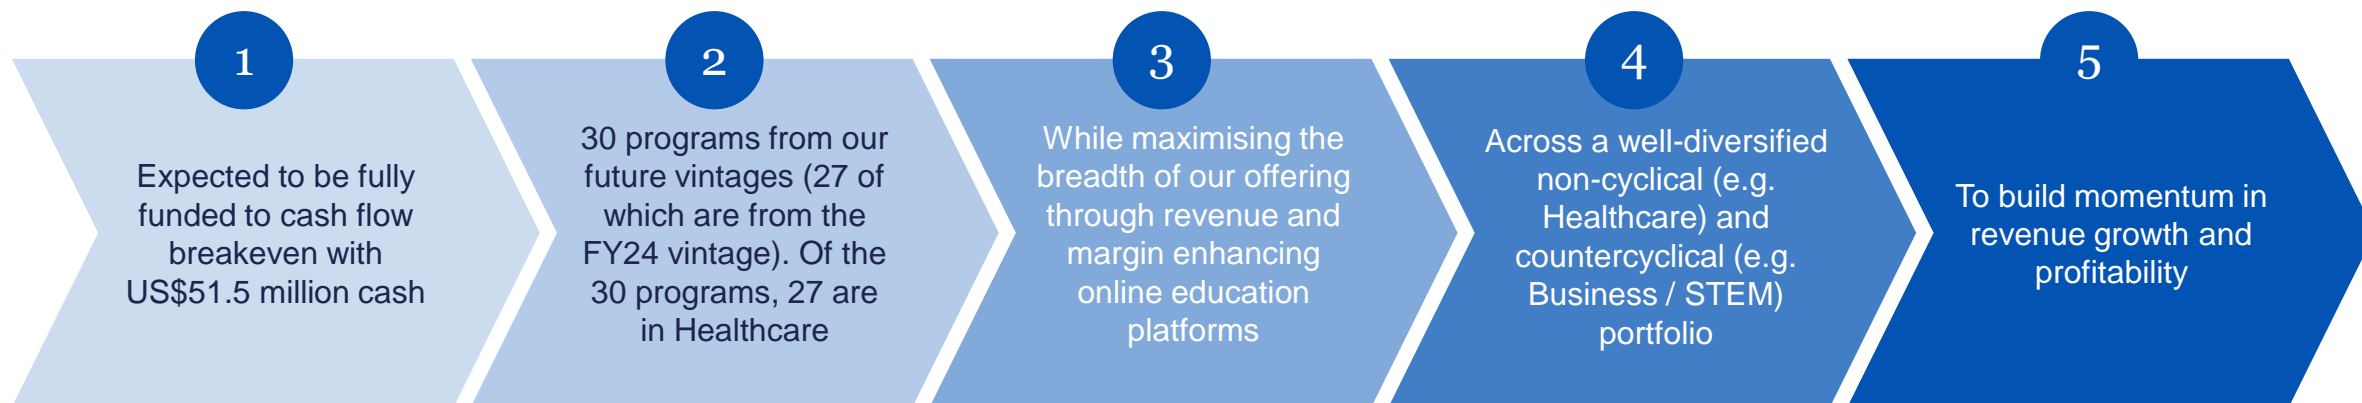 1
Expected to be fully
funded to cash flow
breakeven with
US$51.5 million cash
2
30 programs from our
future vintages (27 of
which are from the
FY24 vintage). Of the
30 programs, 27 are
in Healthcare
3
While maximising the
breadth of our offering
through revenue and
margin enhancing
online education
platforms
4
Across a well-diversified
non-cyclical (e.g.
Healthcare) and
countercyclical (e.g.
Business / STEM)
portfolio
5
To build momentum in
revenue growth and
profitability